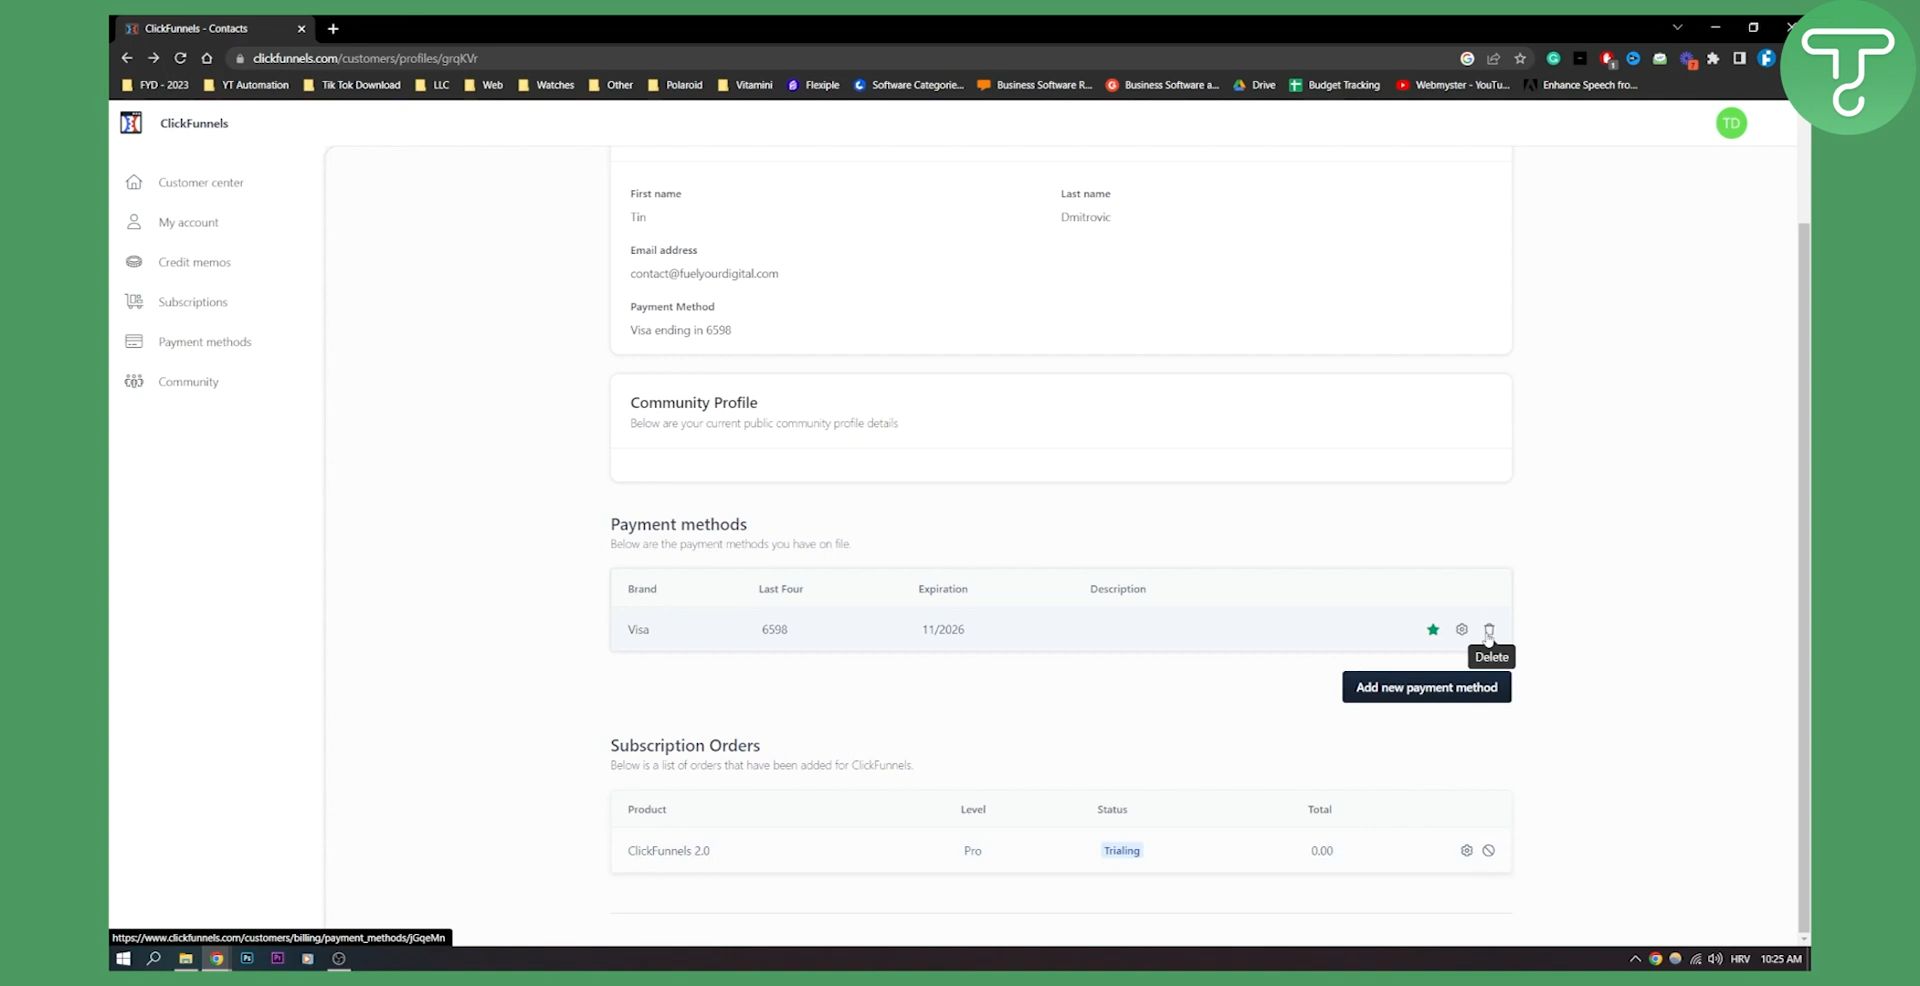 ClickFunnels - Contacts
clickfunnels.com/customers/profiles/grqKVr
FYD - 2023 YT Automation Tik Tok Download LLC Web Watches Other Polaroid Vitamini Flexiple Software Categorie... Business Software R... Business Software a... Drive Budget Tracking Webmyster - YouTu... Enhance Speech fro...
ClickFunnels
TD
Customer center
My account
Credit memos
Subscriptions
Payment methods
Community
First name Last name
Tin Dmitrovic
Email address
contact@fuelyourdigital.com
Payment Method
Visa ending in 6598
Community Profile
Below are your current public community profile details
Payment methods
Below are the payment methods you have on file.
Brand Last Four Expiration Description
Visa 6598 11/2026
Delete
Add new payment method
Subscription Orders
Below is a list of orders that have been added for ClickFunnels.
Product Level Status Total
ClickFunnels 2.0 Pro Trialing 0.00
https://www.clickfunnels.com/customers/billing/payment_methods/jGqeMn
HRV 10:25 AM